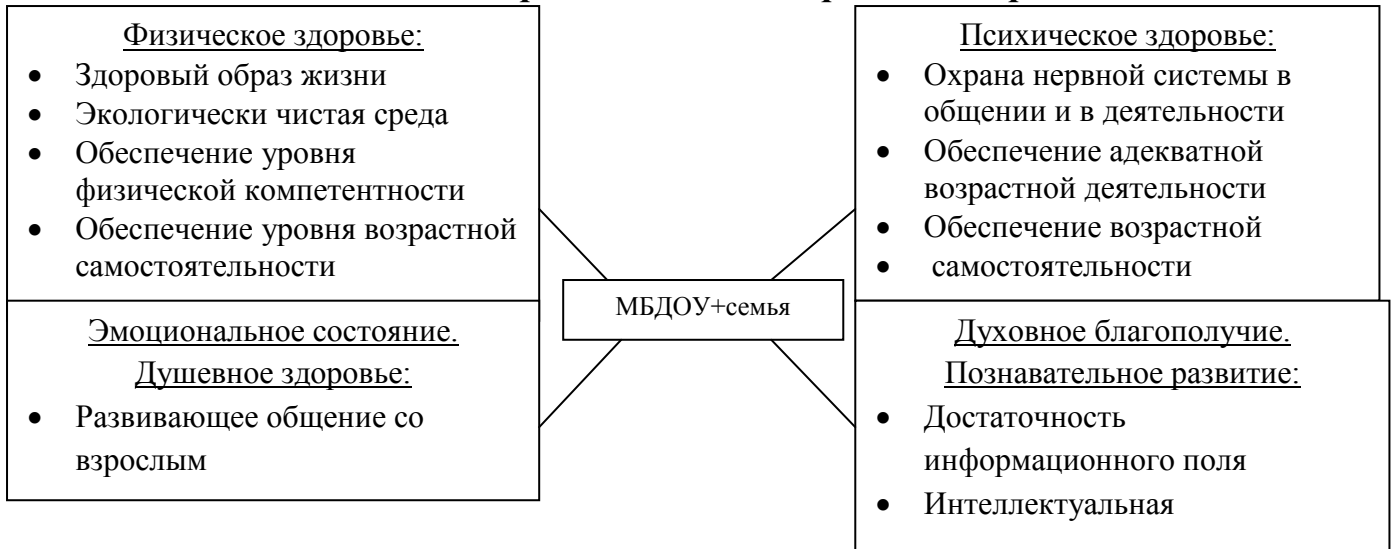 Физическое здоровье:
• Здоровый образ жизни
• Экологически чистая среда
• Обеспечение уровня
физической компетентности
• Обеспечение уровня возрастной
самостоятельности
Психическое здоровье:
• Охрана нервной системы в
общении и в деятельности
• Обеспечение адекватной
возрастной деятельности
• Обеспечение возрастной
• самостоятельности
МБДОУ+семья
Эмоциональное состояние.
Душевное здоровье:
• Развивающее общение со
взрослым
Духовное благополучие.
Познавательное развитие:
• Достаточность
информационного поля
• Интеллектуальная